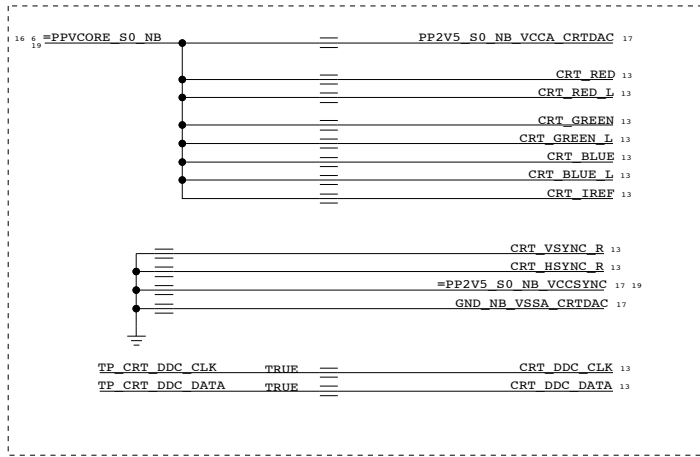 16 6 =PPVCORE_S0_NB PP2V5_S0_NB_VCCA_CRTDAC 17
19
CRT_RED 13
CRT_RED_L 13
CRT_GREEN 13
CRT_GREEN_L 13
CRT_BLUE 13
CRT_BLUE_L 13
CRT_IREF 13
CRT_VSYNC_R 13
CRT_HSYNC_R 13
=PP2V5_S0_NB_VCCSYNC 17 19
GND_NB_VSSA_CRTDAC 17
TP_CRT_DDC_CLK TRUE CRT_DDC_CLK 13
TP_CRT_DDC_DATA TRUE CRT_DDC_DATA 13